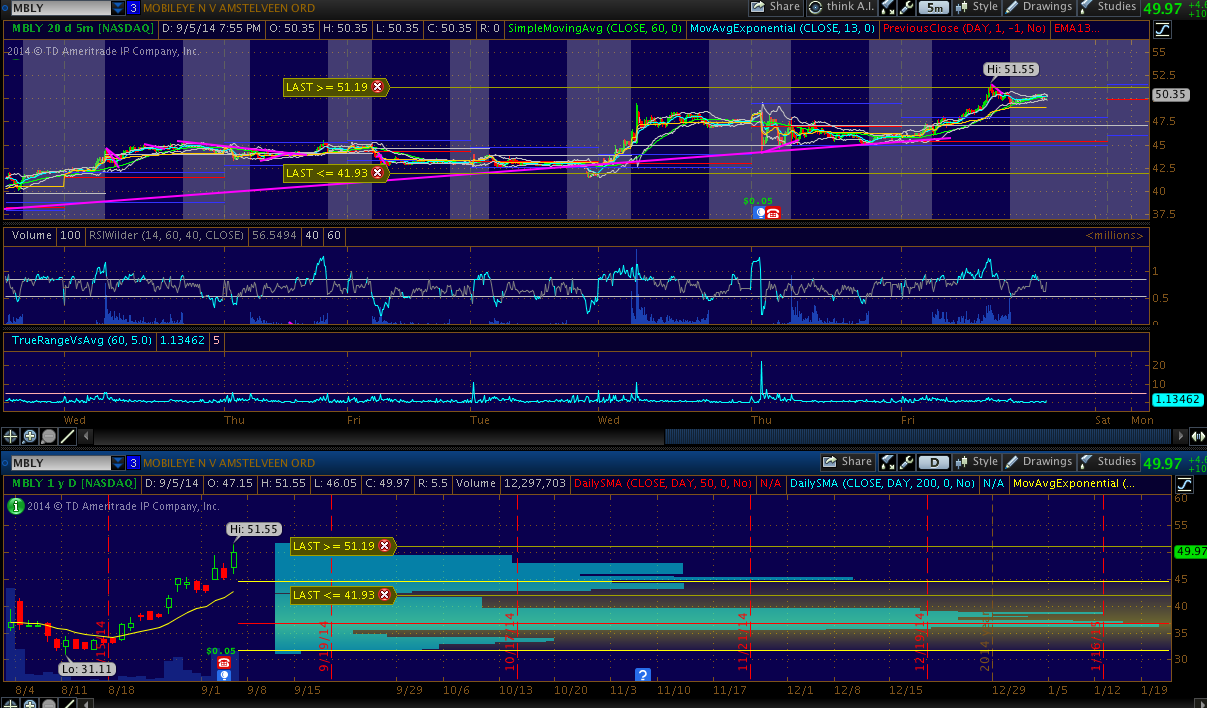 MBLY 3 MOBILEYE N V AMSTELVEEN ORD Share think A.I. 5m Style Drawings Studies 49.97
MBLY 20 d 5m [NASDAQ] D: 9/5/14 7:55 PM O: 50.35 H: 50.35 L: 50.35 C: 50.35 R: 0 SimpleMovingAvg (CLOSE, 60, 0) MovAvgExponential (CLOSE, 13, 0) PreviousClose (DAY, 1, -1, No) EMA13...
2014 © TD Ameritrade IP Company, Inc.
55
Hi: 51.55
52.5
LAST >= 51.19
50.35
47.5
45
42.5
LAST <= 41.93
40
$0.05
37.5
Volume 100 RSIWilder (14, 60, 40, CLOSE) 56.5494 40 60 <millions>
1
0.5
0
TrueRangeVsAvg (60, 5.0) 1.13462 5
20
10
1.13462
Wed Thu Fri Tue Wed Thu Fri Sat Mon
MBLY 3 MOBILEYE N V AMSTELVEEN ORD Share D Style Drawings Studies 49.97
MBLY 1 y D [NASDAQ] D: 9/5/14 O: 47.15 H: 51.55 L: 46.05 C: 49.97 R: 5.5 Volume 12,297,703 DailySMA (CLOSE, DAY, 50, 0, No) N/A DailySMA (CLOSE, DAY, 200, 0, No) N/A MovAvgExponential (...
60
2014 © TD Ameritrade IP Company, Inc.
Hi: 51.55
55
LAST >= 51.19
49.97
45
LAST <= 41.93
40
35
9/19/14
10/17/14
11/21/14
12/19/14
2014
$0.05
30
Lo: 31.11
?
8/4 8/11 8/18 9/1 9/8 9/15 9/29 10/6 10/13 10/20 11/3 11/10 11/17 12/1 12/8 12/15 12/29 1/5 1/12 1/19